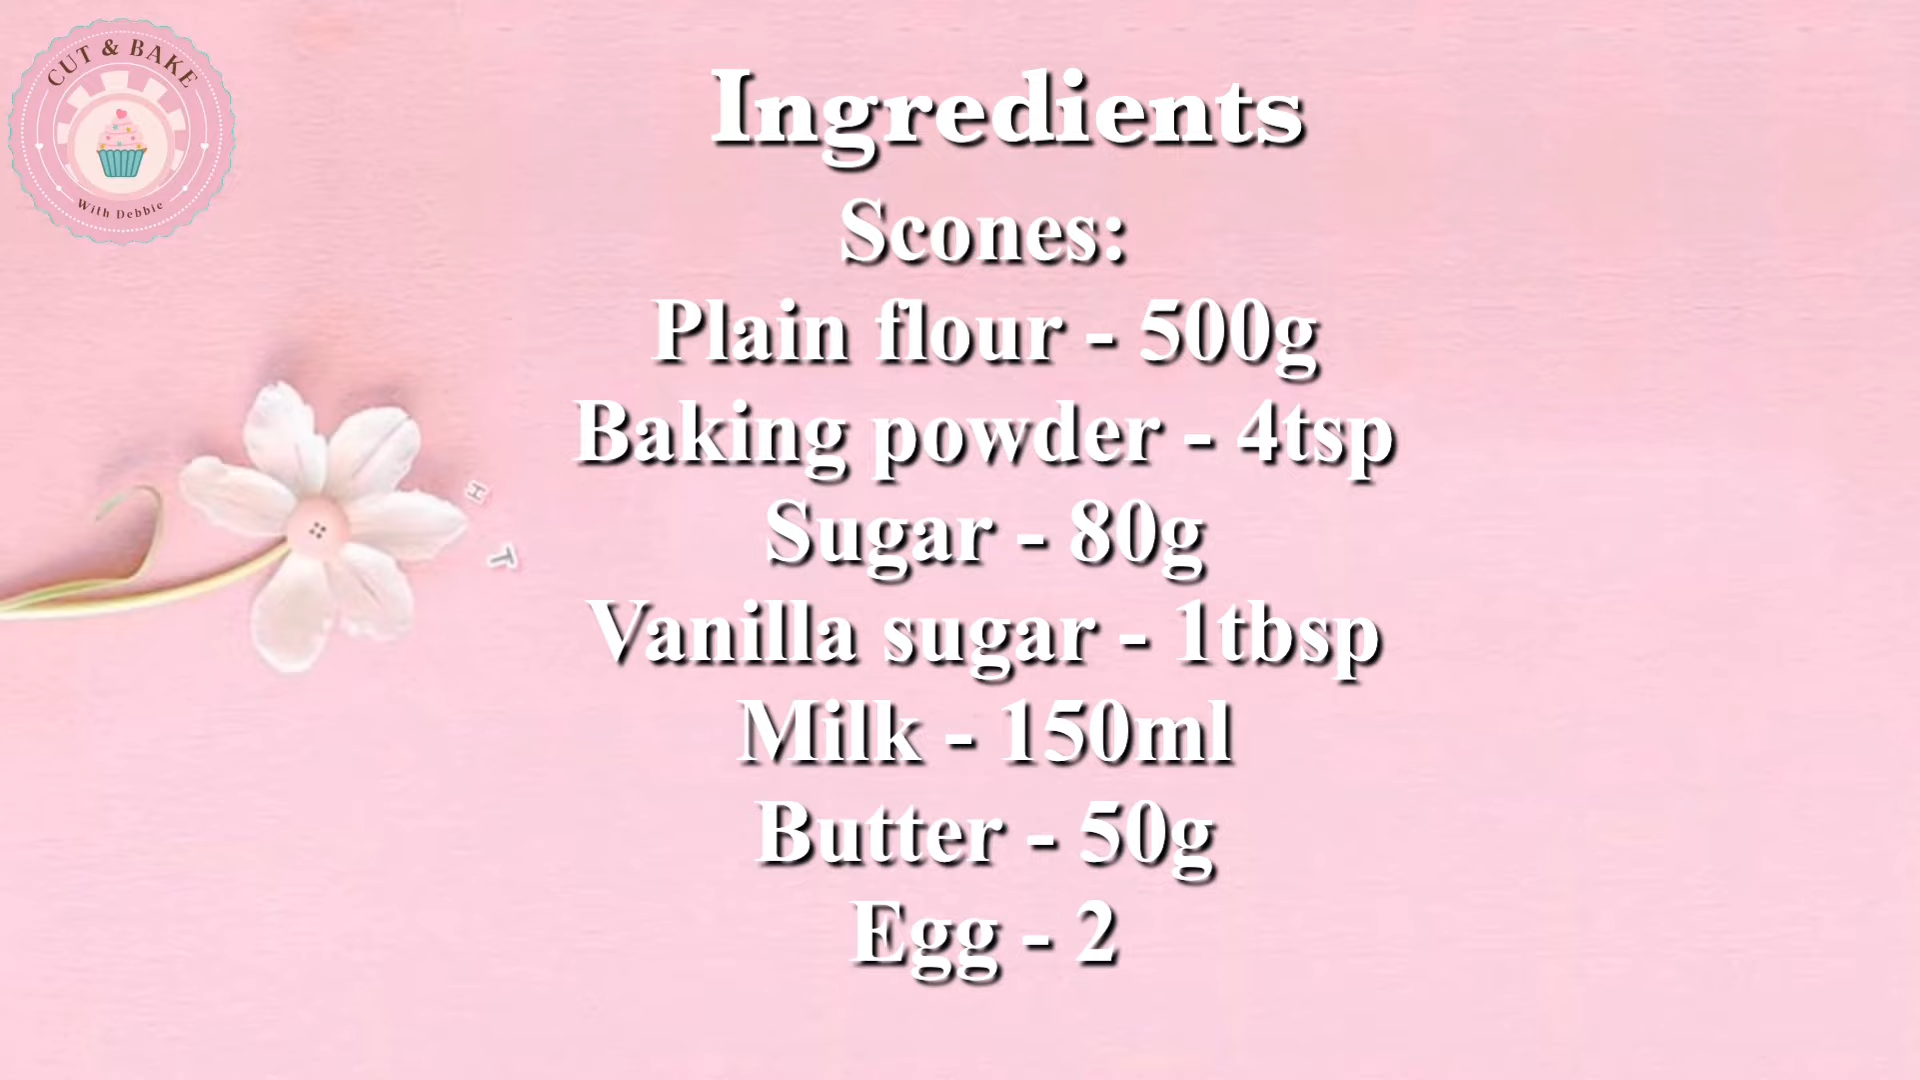 CUT & BAKE
With Debbie
Ingredients
Scones:
Plain flour - 500g
Baking powder - 4tsp
Sugar - 80g
Vanilla sugar - 1tbsp
Milk - 150ml
Butter - 50g
Egg - 2
H
T